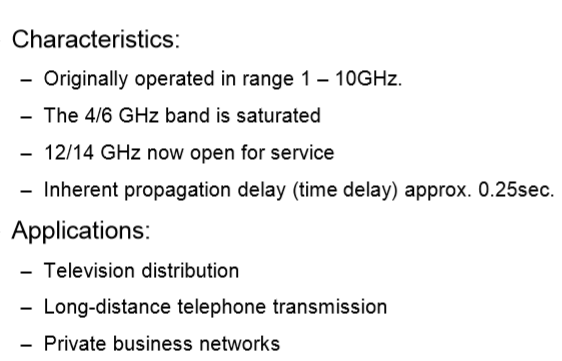 Characteristics:
– Originally operated in range 1 – 10GHz.
– The 4/6 GHz band is saturated
– 12/14 GHz now open for service
– Inherent propagation delay (time delay) approx. 0.25sec.
Applications:
– Television distribution
– Long-distance telephone transmission
– Private business networks